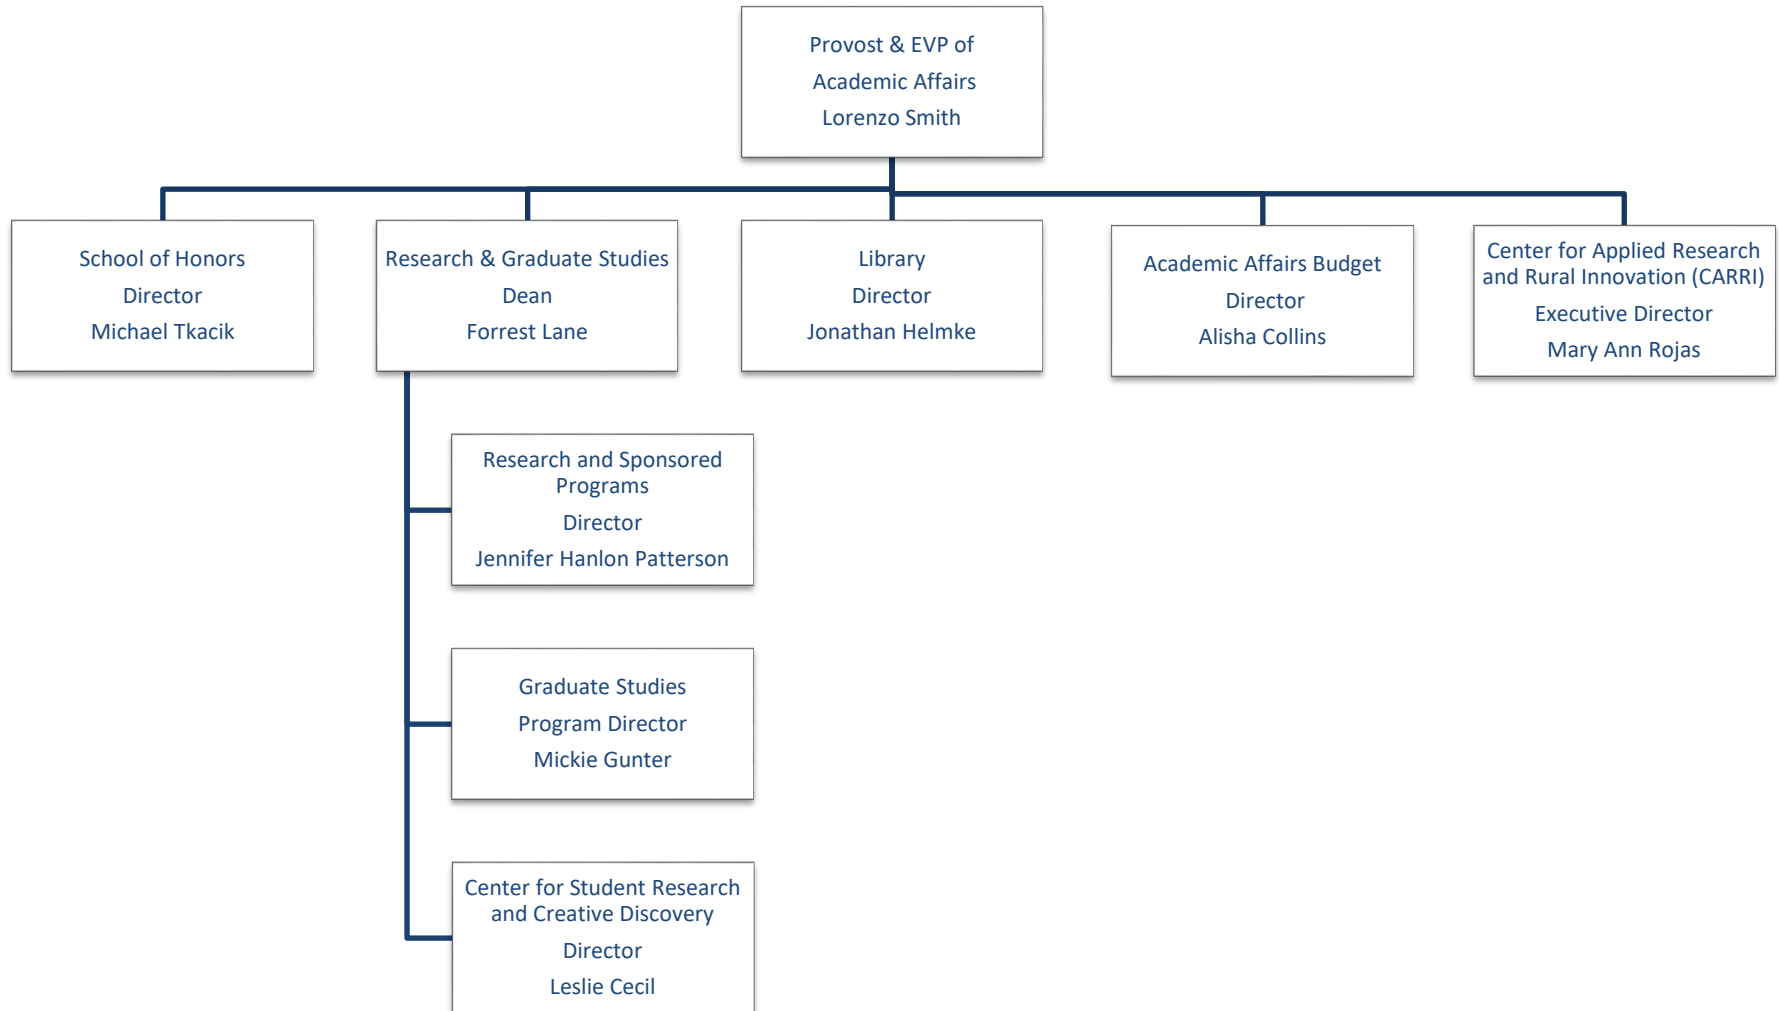 Provost & EVP of
Academic Affairs
Lorenzo Smith
School of Honors
Director
Michael Tkacik
Research & Graduate Studies
Dean
Forrest Lane
Library
Director
Jonathan Helmke
Academic Affairs Budget
Director
Alisha Collins
Center for Applied Research
and Rural Innovation (CARRI)
Executive Director
Mary Ann Rojas
Research and Sponsored
Programs
Director
Jennifer Hanlon Patterson
Graduate Studies
Program Director
Mickie Gunter
Center for Student Research
and Creative Discovery
Director
Leslie Cecil